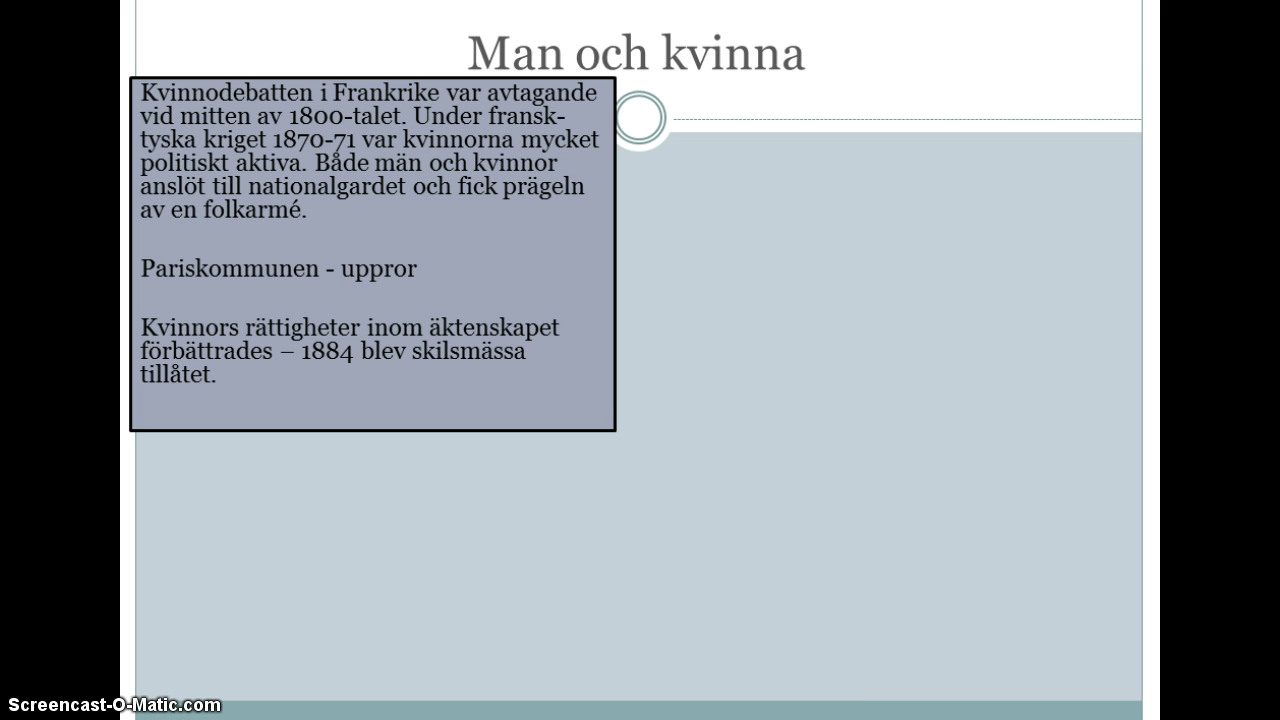 Man och kvinna
Kvinnodebatten i Frankrike var avtagande
vid mitten av 1800-talet. Under fransk-
tyska kriget 1870-71 var kvinnorna mycket
politiskt aktiva. Både män och kvinnor
anslöt till nationalgardet och fick prägeln
av en folkarmé.
Pariskommunen - uppror
Kvinnors rättigheter inom äktenskapet
förbättrades – 1884 blev skilsmässa
tillåtet.
Screencast-O-Matic.com